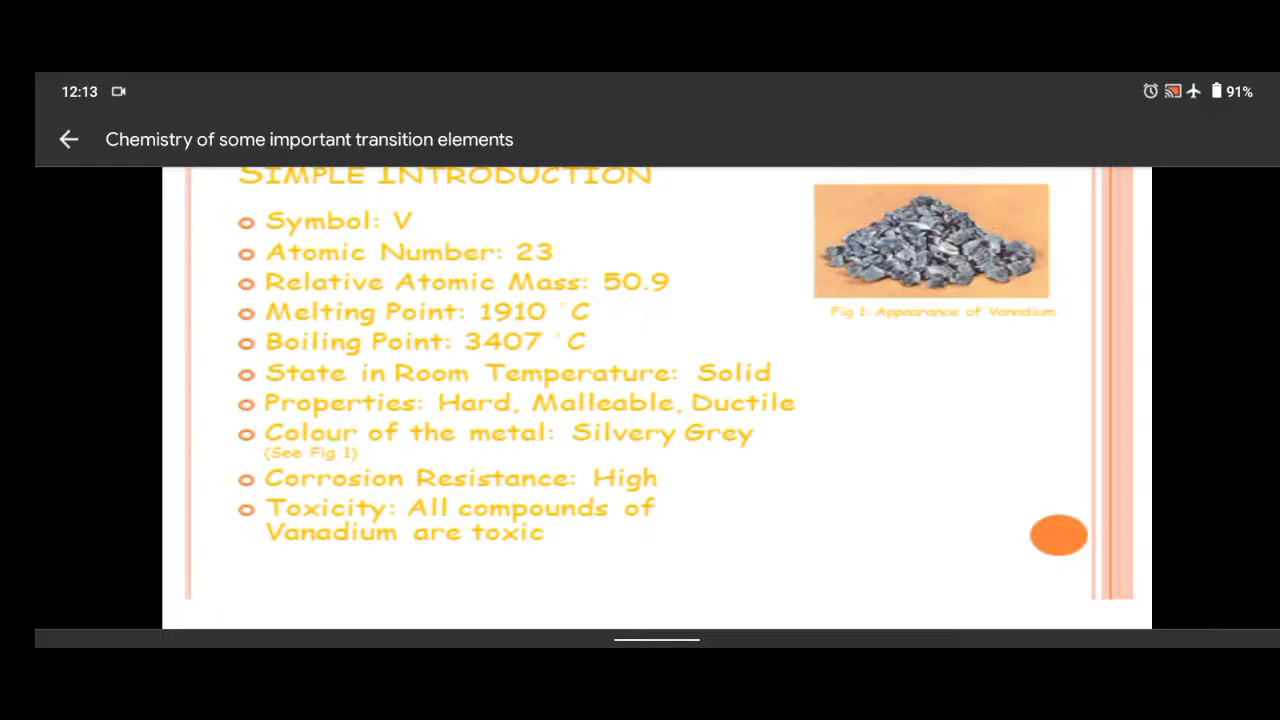 12:13
91%
Chemistry of some important transition elements
SIMPLE INTRODUCTION
Symbol: V
Atomic Number: 23
Relative Atomic Mass: 50.9
Melting Point: 1910 °C
Boiling Point: 3407 °C
State in Room Temperature: Solid
Properties: Hard, Malleable, Ductile
Colour of the metal: Silvery Grey
(See Fig 1)
Corrosion Resistance: High
Toxicity: All compounds of
Vanadium are toxic
Fig 1: Appearance of Vanadium